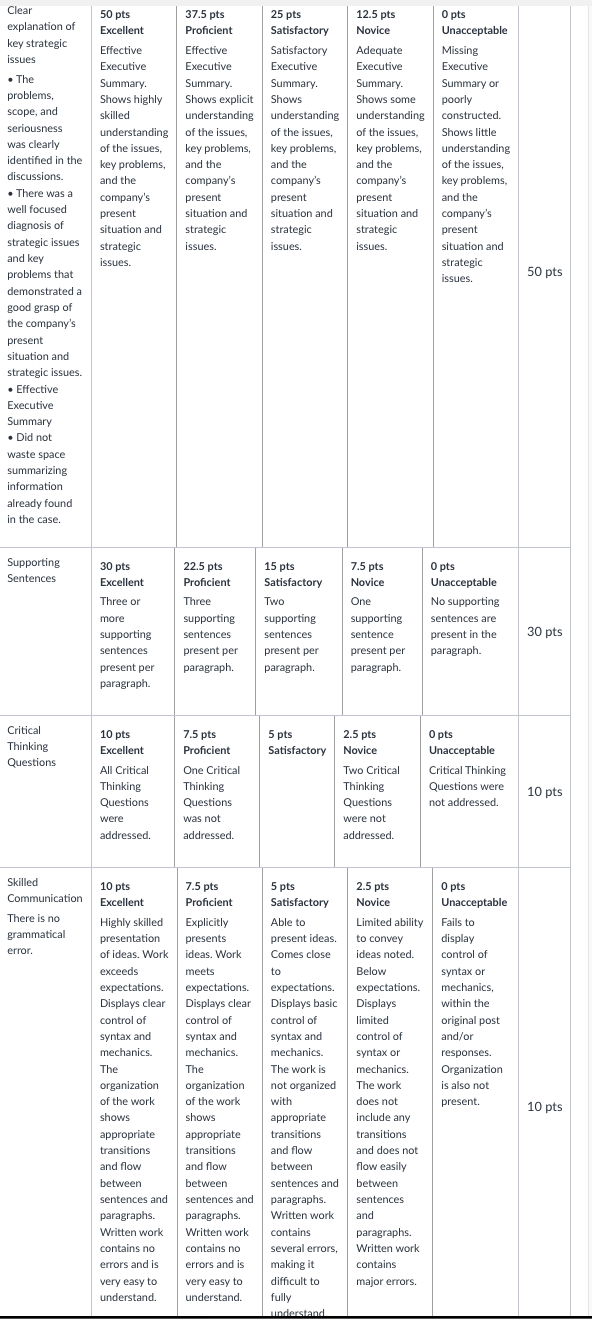 Clear
explanation of
key strategic
issues
• The
problems,
scope, and
seriousness
was clearly
identified in the
discussions.
• There was a
well focused
diagnosis of
strategic issues
and key
problems that
demonstrated a
good grasp of
the company's
present
situation and
strategic issues.
• Effective
Executive
Summary
• Did not
waste space
summarizing
information
already found
in the case.
50 pts
Excellent
Effective
Executive
Summary.
Shows highly
skilled
understanding
of the issues,
key problems,
and the
company's
present
situation and
strategic
issues.
37.5 pts
Proficient
Effective
Executive
Summary.
Shows explicit
understanding
of the issues,
key problems,
and the
company's
present
situation and
strategic
issues.
25 pts
Satisfactory
Satisfactory
Executive
Summary.
Shows
understanding
of the issues,
key problems,
and the
company's
present
situation and
strategic
issues.
12.5 pts
Novice
Adequate
Executive
Summary.
Shows some
understanding
of the issues,
key problems,
and the
company's
present
situation and
strategic
issues.
0 pts
Unacceptable
Missing
Executive
Summary or
poorly
constructed.
Shows little
understanding
of the issues,
key problems,
and the
company's
present
situation and
strategic
issues.
50 pts
Supporting
Sentences
30 pts
Excellent
Three or
more
supporting
sentences
present per
paragraph.
22.5 pts
Proficient
Three
supporting
sentences
present per
paragraph.
15 pts
Satisfactory
Two
supporting
sentences
present per
paragraph.
7.5 pts
Novice
One
supporting
sentence
present per
paragraph.
0 pts
Unacceptable
No supporting
sentences are
present in the
paragraph.
30 pts
Critical
Thinking
Questions
10 pts
Excellent
All Critical
Thinking
Questions
were
addressed.
7.5 pts
Proficient
One Critical
Thinking
Questions
was not
addressed.
5 pts
Satisfactory
2.5 pts
Novice
Two Critical
Thinking
Questions
were not
addressed.
0 pts
Unacceptable
Critical Thinking
Questions were
not addressed.
10 pts
Skilled
Communication
There is no
grammatical
error.
10 pts
Excellent
Highly skilled
presentation
of ideas. Work
exceeds
expectations.
Displays clear
control of
syntax and
mechanics.
The
organization
of the work
shows
appropriate
transitions
and flow
between
sentences and
paragraphs.
Written work
contains no
errors and is
very easy to
understand.
7.5 pts
Proficient
Explicitly
presents
ideas. Work
meets
expectations.
Displays clear
control of
syntax and
mechanics.
The
organization
of the work
shows
appropriate
transitions
and flow
between
sentences and
paragraphs.
Written work
contains no
errors and is
very easy to
understand.
5 pts
Satisfactory
Able to
present ideas.
Comes close
to
expectations.
Displays basic
control of
syntax and
mechanics.
The work is
not organized
with
appropriate
transitions
and flow
between
sentences and
paragraphs.
Written work
contains
several errors,
making it
difficult to
fully
understand.
2.5 pts
Novice
Limited ability
to convey
ideas noted.
Below
expectations.
Displays
limited
control of
syntax or
mechanics.
The work
does not
include any
transitions
and does not
flow easily
between
sentences
and
paragraphs.
Written work
contains
major errors.
0 pts
Unacceptable
Fails to
display
control of
syntax or
mechanics,
within the
original post
and/or
responses.
Organization
is also not
present.
10 pts